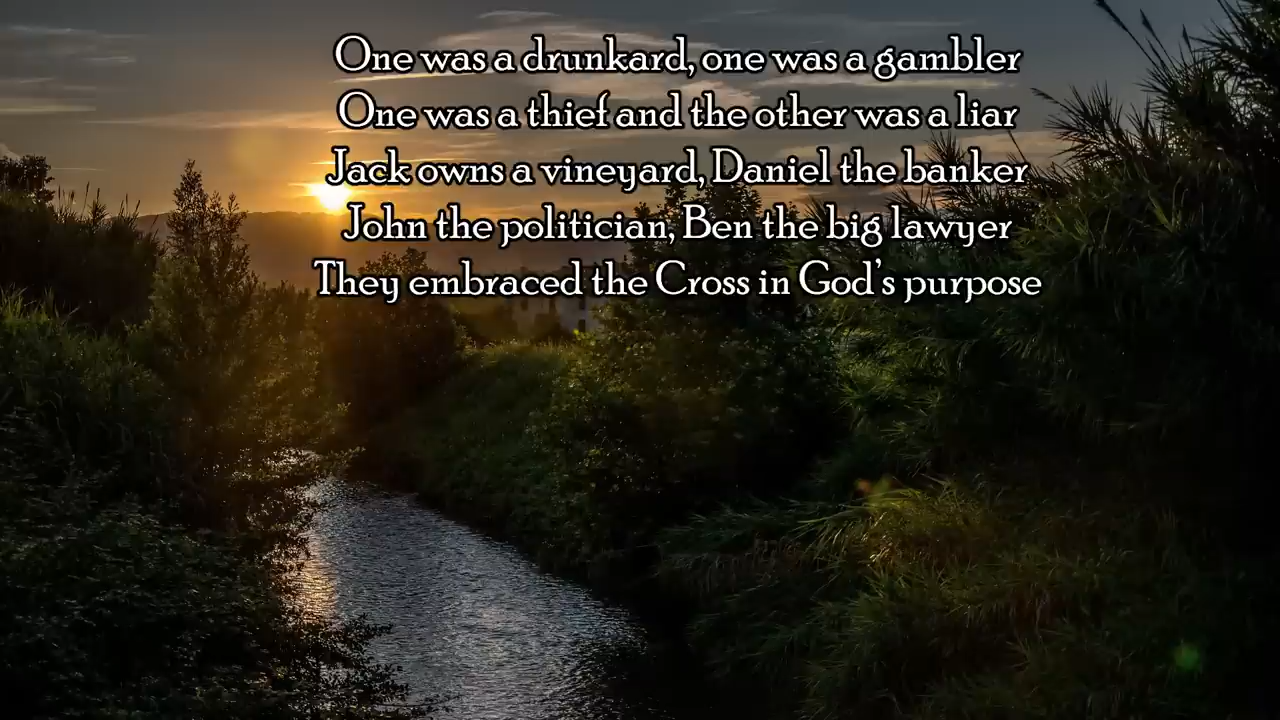 One was a drunkard, one was a gambler
One was a thief and the other was a liar
Jack owns a vineyard, Daniel the banker
John the politician, Ben the big lawyer
They embraced the Cross in God's purpose